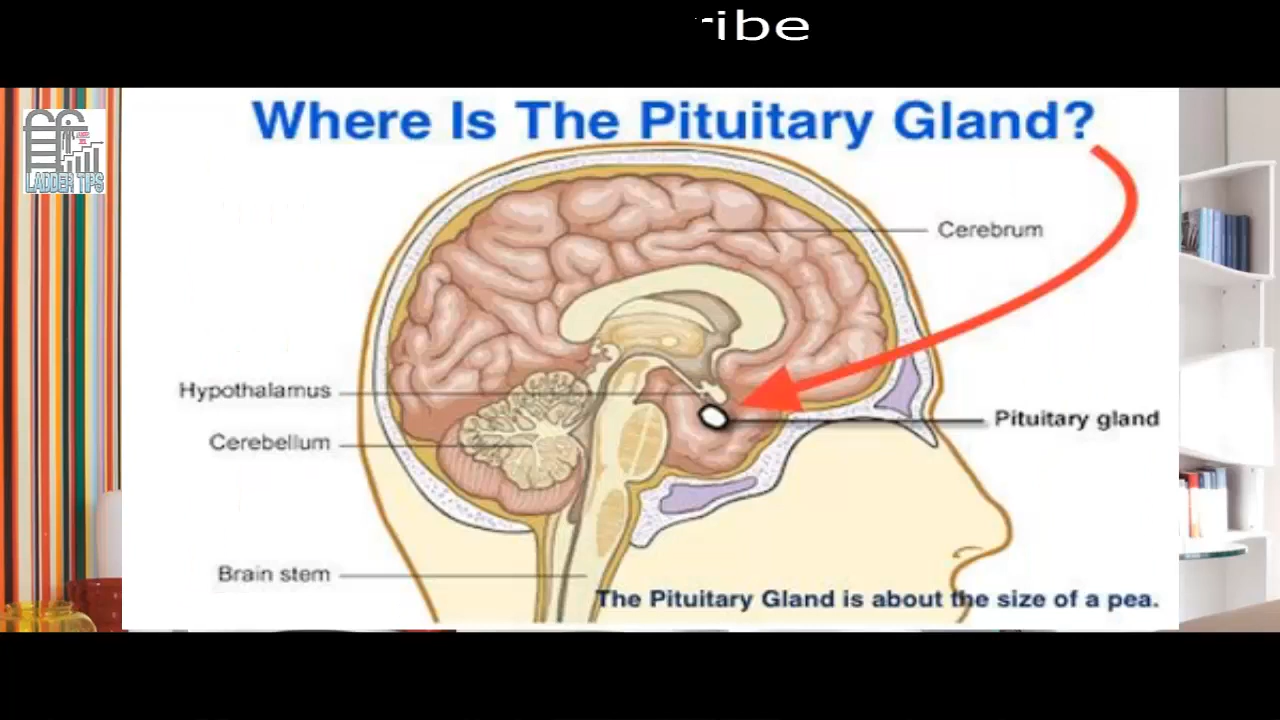 ribe
Where Is The Pituitary Gland?
LADDER TIPS
Cerebrum
Hypothalamus
Pituitary gland
Cerebellum
Brain stem
The Pituitary Gland is about the size of a pea.